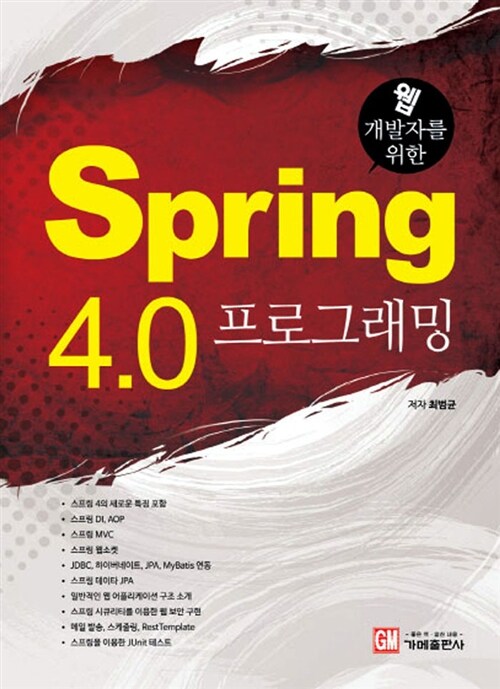 웹
개발자를
위한
Spring
4.0 프로그래밍
저자 최범균
• 스프링 4의 새로운 특징 포함
• 스프링 DI, AOP
• 스프링 MVC
• 스프링 웹소켓
• JDBC, 하이버네이트, JPA, MyBatis 연동
• 스프링 데이타 JPA
• 일반적인 웹 어플리케이션 구조 소개
• 스프링 시큐리티를 이용한 웹 보안 구현
• 메일 발송, 스케줄링, RestTemplate
• 스프링을 이용한 JUnit 테스트
GM
가메출판사